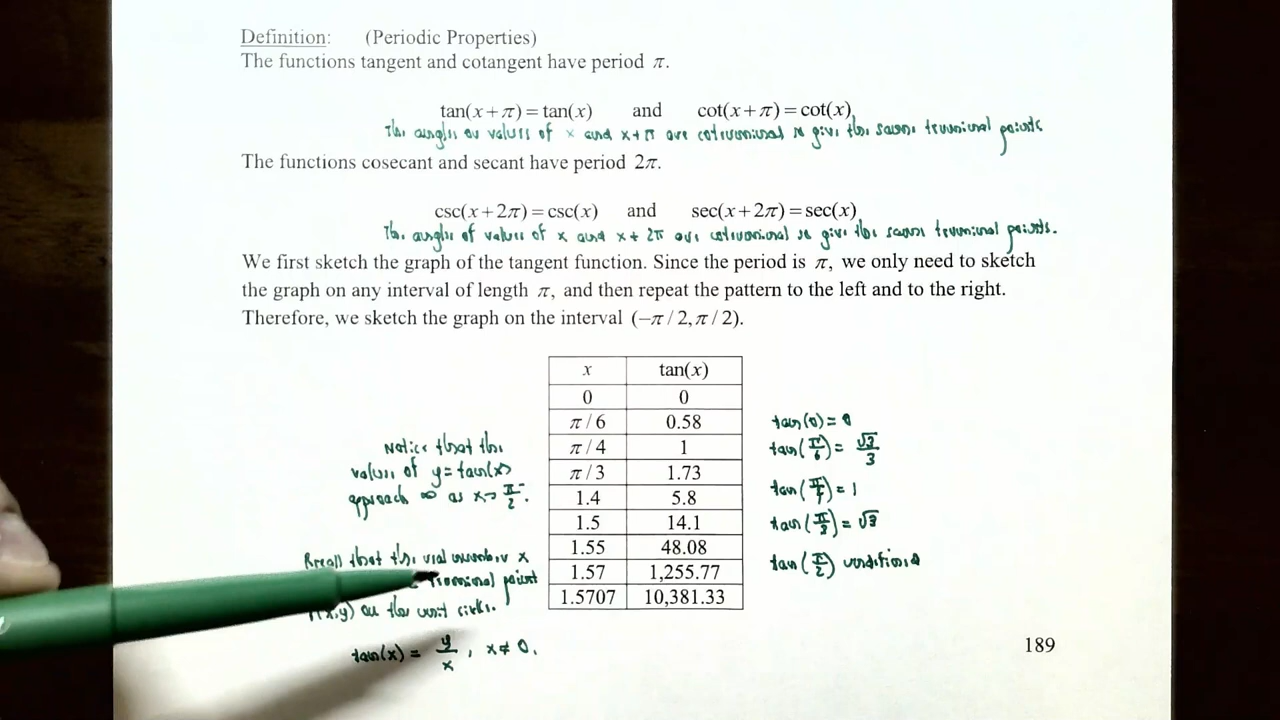 Definition: (Periodic Properties)
The functions tangent and cotangent have period π.
tan(x+π)=tan(x) and cot(x+π)=cot(x)
The angles or values of x and x+π are coterminal so give the same terminal points
The functions cosecant and secant have period 2π.
csc(x+2π)=csc(x) and sec(x+2π)=sec(x)
The angles of values of x and x+2π are coterminal so give the same terminal points.
We first sketch the graph of the tangent function. Since the period is π, we only need to sketch
the graph on any interval of length π, and then repeat the pattern to the left and to the right.
Therefore, we sketch the graph on the interval (−π/2,π/2).
x tan(x)
0 0
π/6 0.58
π/4 1
π/3 1.73
1.4 5.8
1.5 14.1
1.55 48.08
1.57 1,255.77
1.5707 10,381.33
Notice that the
values of y=tan(x)
approach ∞ as x→π/2⁻.
Recall that the real number x
terminal point
(x,y) on the unit circle.
tan(x) = y/x, x≠0.
tan(0)=0
tan(π/6)=√3/3
tan(π/4)=1
tan(π/3)=√3
tan(π/2) undefined
189